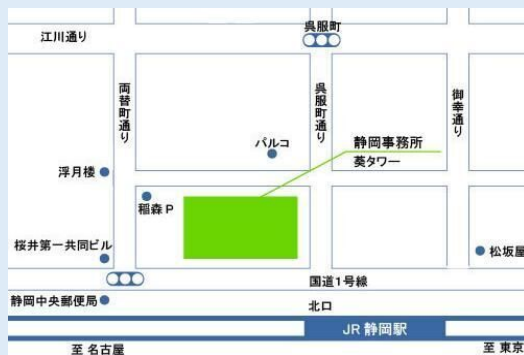 江川通り
呉服町
両替町通り
呉服町通り
御幸通り
パルコ
静岡事務所
葵タワー
浮月楼
稲森P
桜井第一共同ビル
松坂屋
国道1号線
静岡中央郵便局
北口
JR 静岡駅
至 名古屋
至 東京